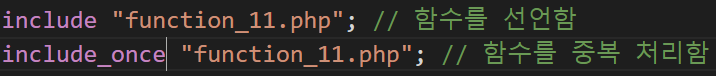 include "function_11.php"; // 함수를 선언함
include_once "function_11.php"; // 함수를 중복 처리함